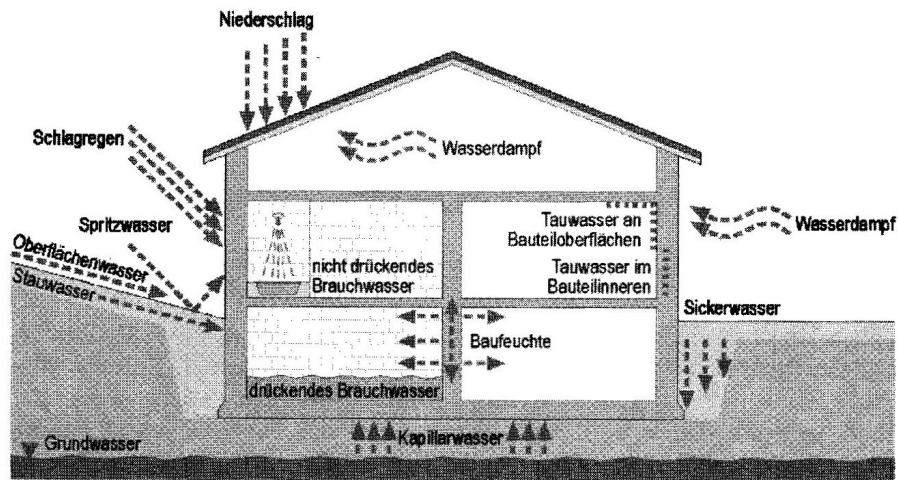 Niederschlag
Schlagregen
Wasserdampf
Spritzwasser
Tauwasser an
Bauteiloberflächen
Wasserdampf
Oberflächenwasser
nicht drückendes
Brauchwasser
Tauwasser im
Bauteilinneren
Stauwasser
Sickerwasser
Baufeuchte
drückendes Brauchwasser
Grundwasser
Kapillarwasser